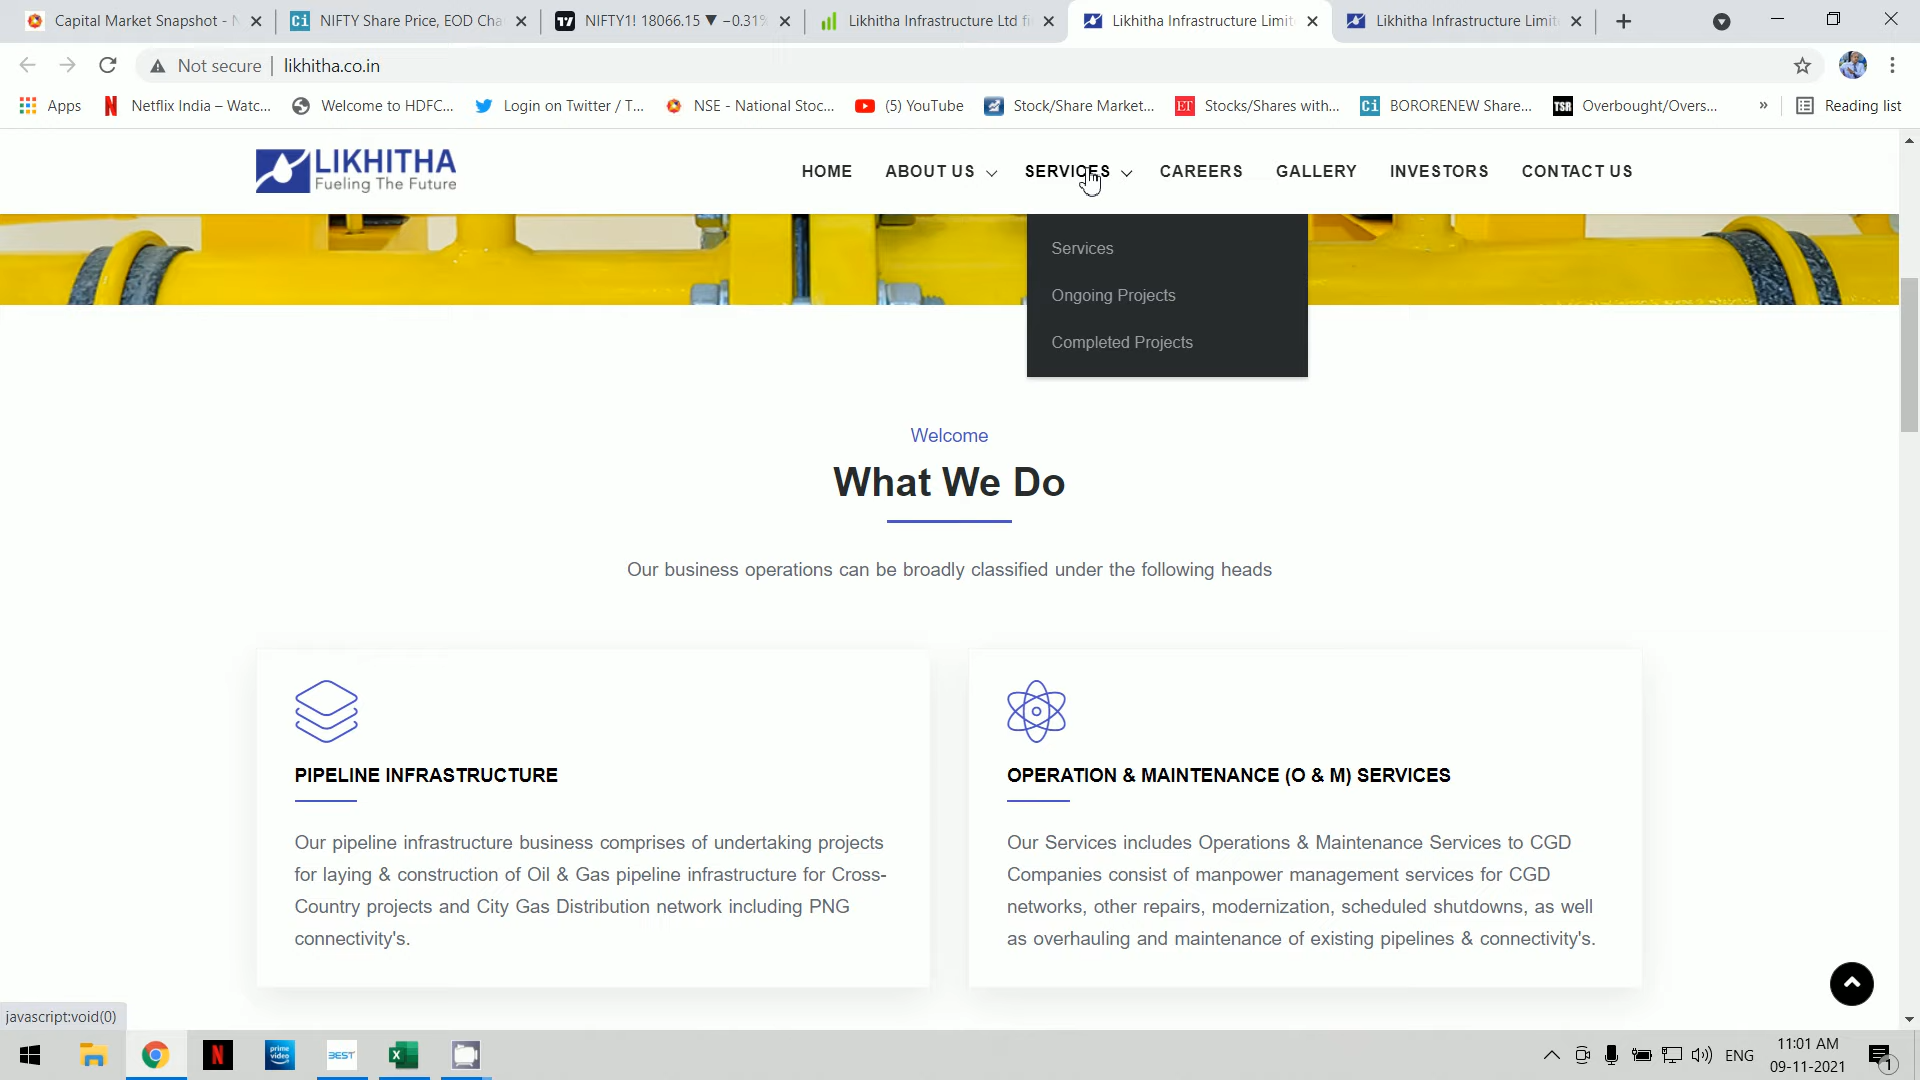 Capital Market Snapshot - N
NIFTY Share Price, EOD Cha
NIFTY1! 18066.15 ▼ −0.31%
Likhitha Infrastructure Ltd fi
Likhitha Infrastructure Limit
Likhitha Infrastructure Limit
Not secure
likhitha.co.in
Apps
Netflix India – Watc...
Welcome to HDFC...
Login on Twitter / T...
NSE - National Stoc...
(5) YouTube
Stock/Share Market...
ET Stocks/Shares with...
Ci BORORENEW Share...
TSR Overbought/Overs...
»
Reading list
LIKHITHA
Fueling The Future
HOME
ABOUT US
SERVICES
CAREERS
GALLERY
INVESTORS
CONTACT US
Services
Ongoing Projects
Completed Projects
Welcome
What We Do
Our business operations can be broadly classified under the following heads
PIPELINE INFRASTRUCTURE
Our pipeline infrastructure business comprises of undertaking projects
for laying & construction of Oil & Gas pipeline infrastructure for Cross-
Country projects and City Gas Distribution network including PNG
connectivity's.
OPERATION & MAINTENANCE (O & M) SERVICES
Our Services includes Operations & Maintenance Services to CGD
Companies consist of manpower management services for CGD
networks, other repairs, modernization, scheduled shutdowns, as well
as overhauling and maintenance of existing pipelines & connectivity's.
javascript:void(0)
prime video
BEST
ENG
11:01 AM
09-11-2021
1